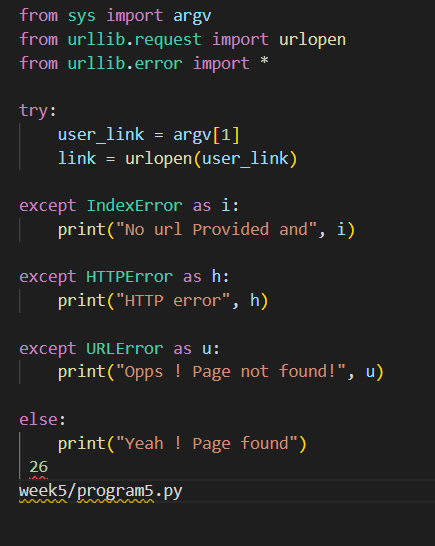 from sys import argv
from urllib.request import urlopen
from urllib.error import *
try:
user_link = argv[1]
link = urlopen(user_link)
except IndexError as i:
print("No url Provided and", i)
except HTTPError as h:
print("HTTP error", h)
except URLError as u:
print("Opps ! Page not found!", u)
else:
print("Yeah ! Page found")
26
week5/program5.py